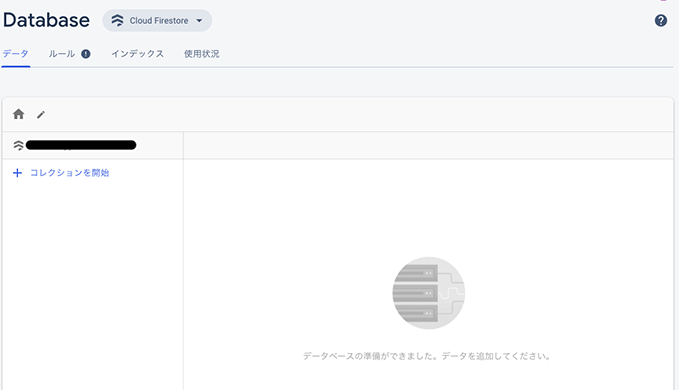 Database
Cloud Firestore
データ ルール インデックス 使用状況
コレクションを開始
データベースの準備ができました。データを追加してください。